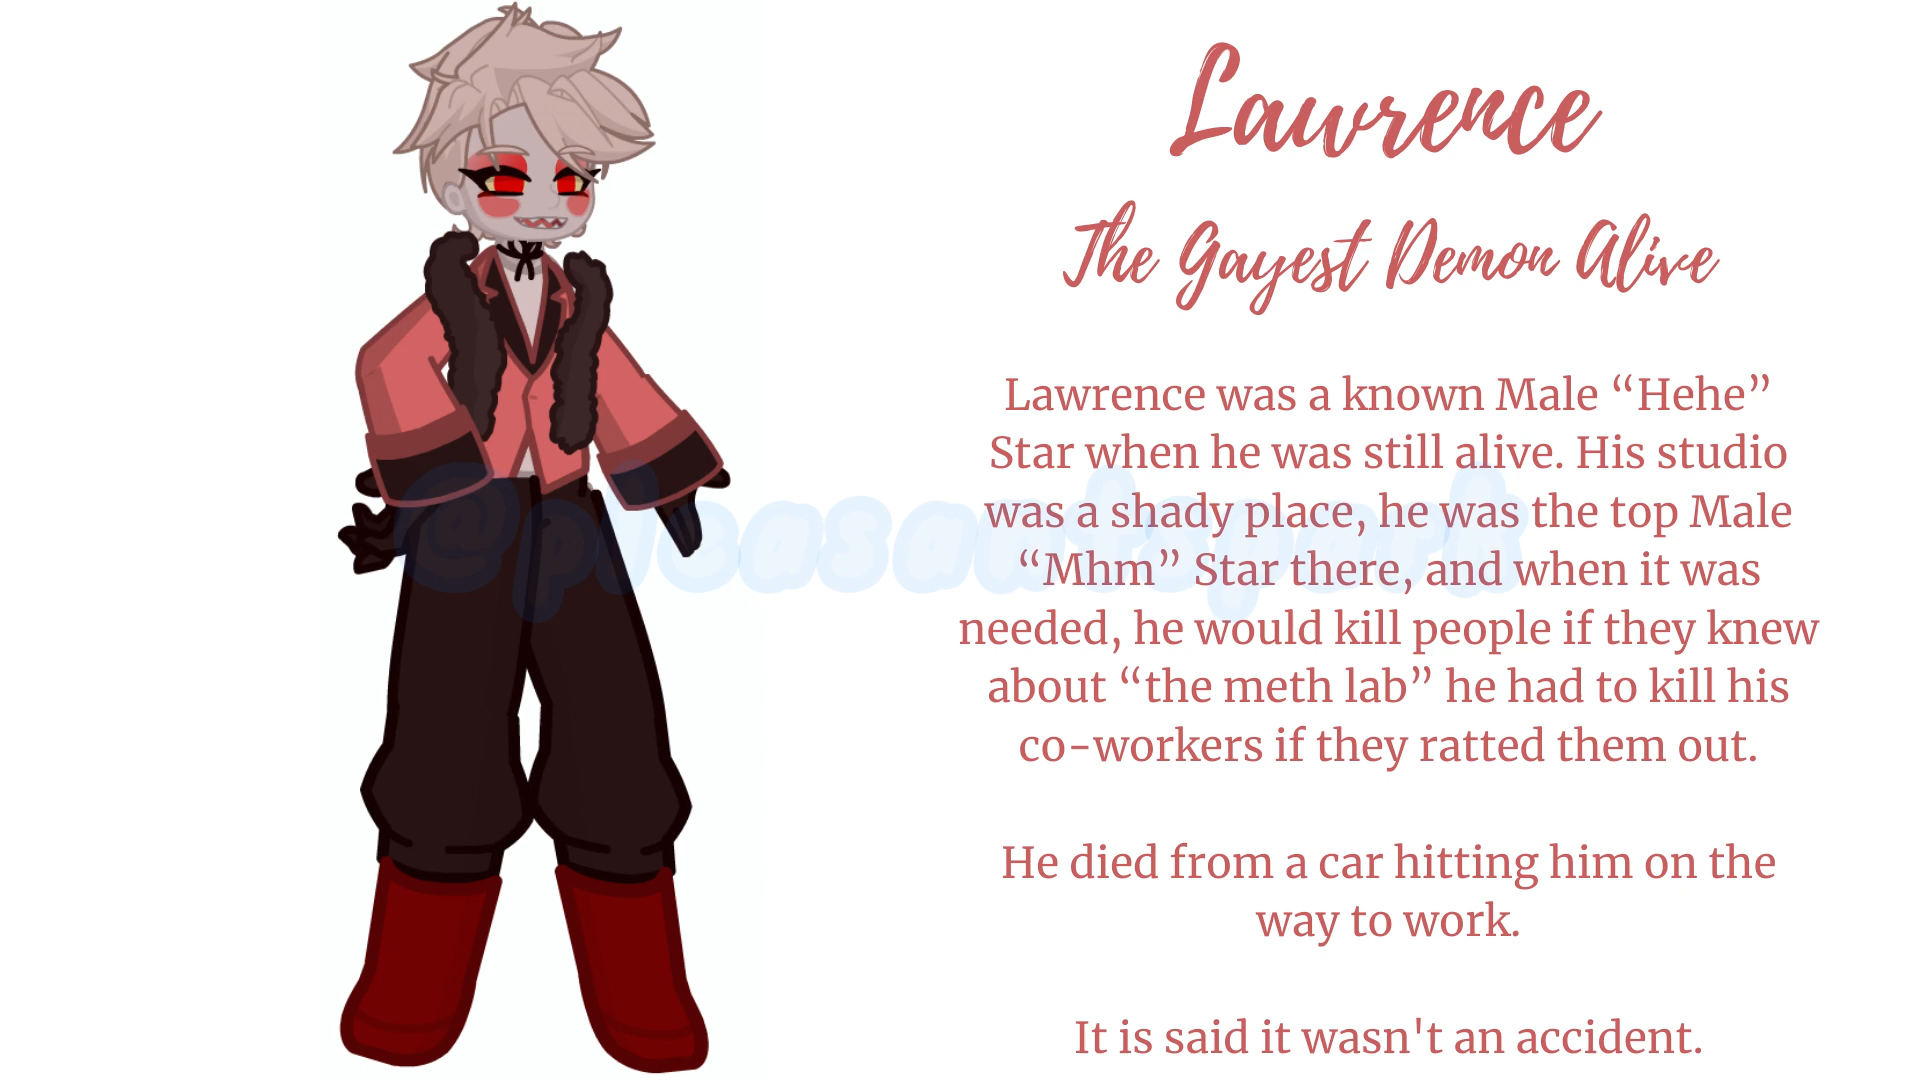 Lawrence
The Gayest Demon Alive
Lawrence was a known Male “Hehe”
Star when he was still alive. His studio
was a shady place, he was the top Male
“Mhm” Star there, and when it was
needed, he would kill people if they knew
about “the meth lab” he had to kill his
co-workers if they ratted them out.
He died from a car hitting him on the
way to work.
It is said it wasn't an accident.
@pleasantspark